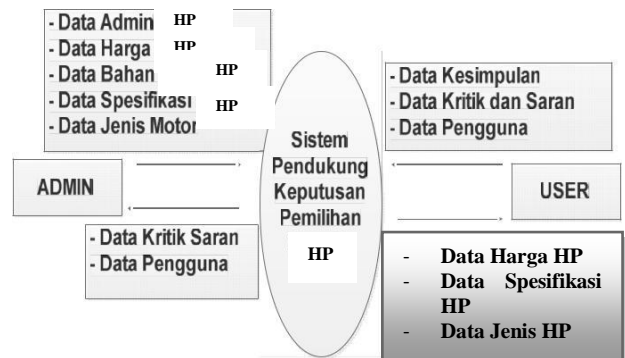 - Data Admin HP
- Data Harga HP
- Data Bahan HP
- Data Spesifikasi HP
- Data Jenis Motor
- Data Kesimpulan
- Data Kritik dan Saran
- Data Pengguna
ADMIN
Sistem
Pendukung
Keputusan
Pemilihan
HP
USER
- Data Kritik Saran
- Data Pengguna
- Data Harga HP
- Data Spesifikasi
HP
- Data Jenis HP